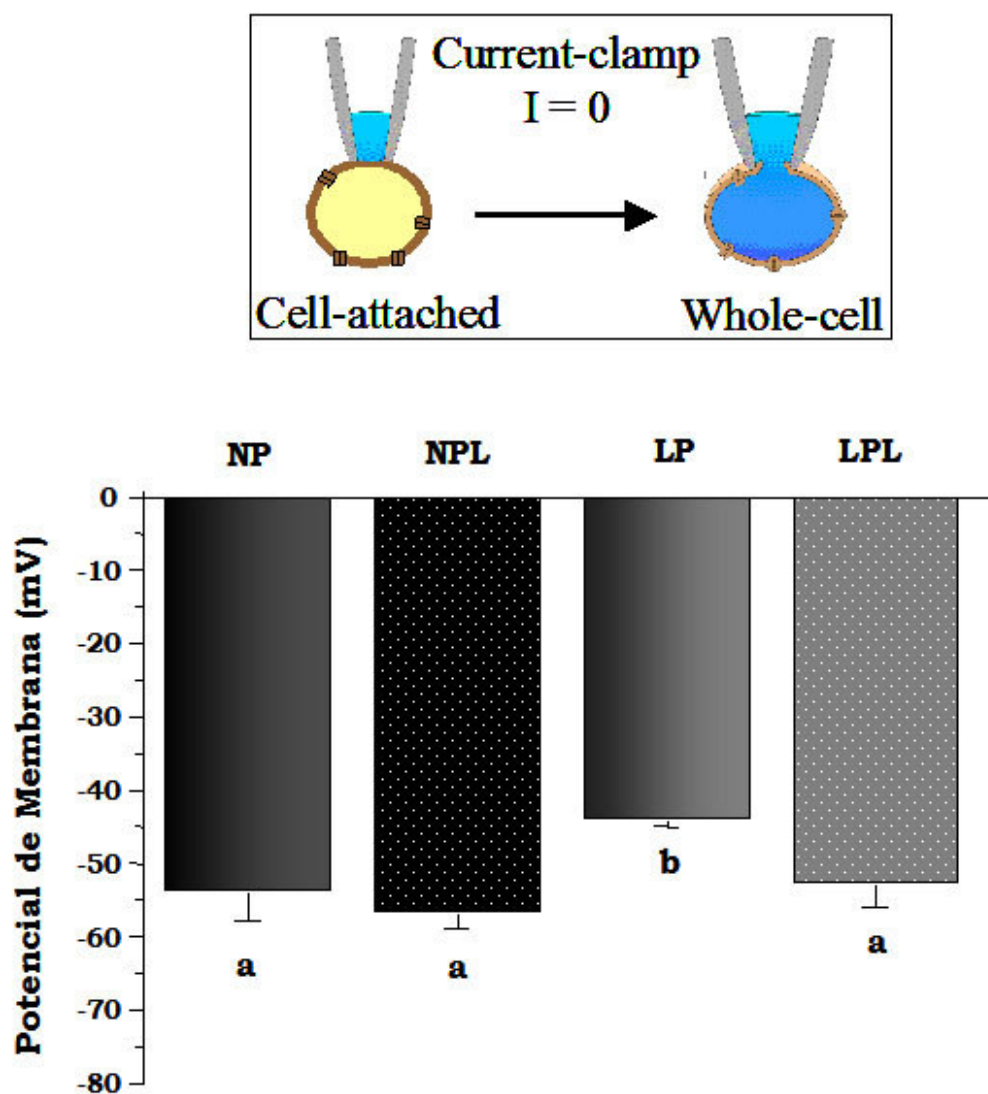 Current-clamp
I = 0
Cell-attached
Whole-cell
NP NPL LP LPL
Potencial de Membrana (mV)
0
-10
-20
-30
-40
-50
-60
-70
-80
a a b a